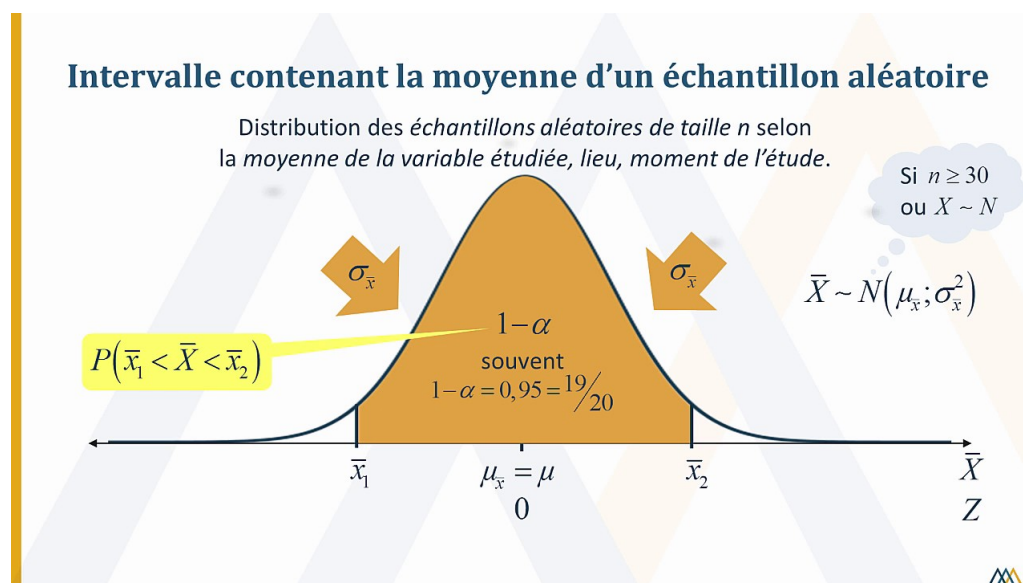 Intervalle contenant la moyenne d’un échantillon aléatoire
Distribution des échantillons aléatoires de taille n selon
la moyenne de la variable étudiée, lieu, moment de l’étude.
Si n ≥ 30
ou X ~ N
σx̄
σx̄
X̄ ~ N(μx̄; σ²x̄)
1−α
P(x̄₁ < X̄ < x̄₂)
souvent
1−α = 0,95 = 19/20
x̄₁
μx̄ = μ
x̄₂
X̄
0
Z